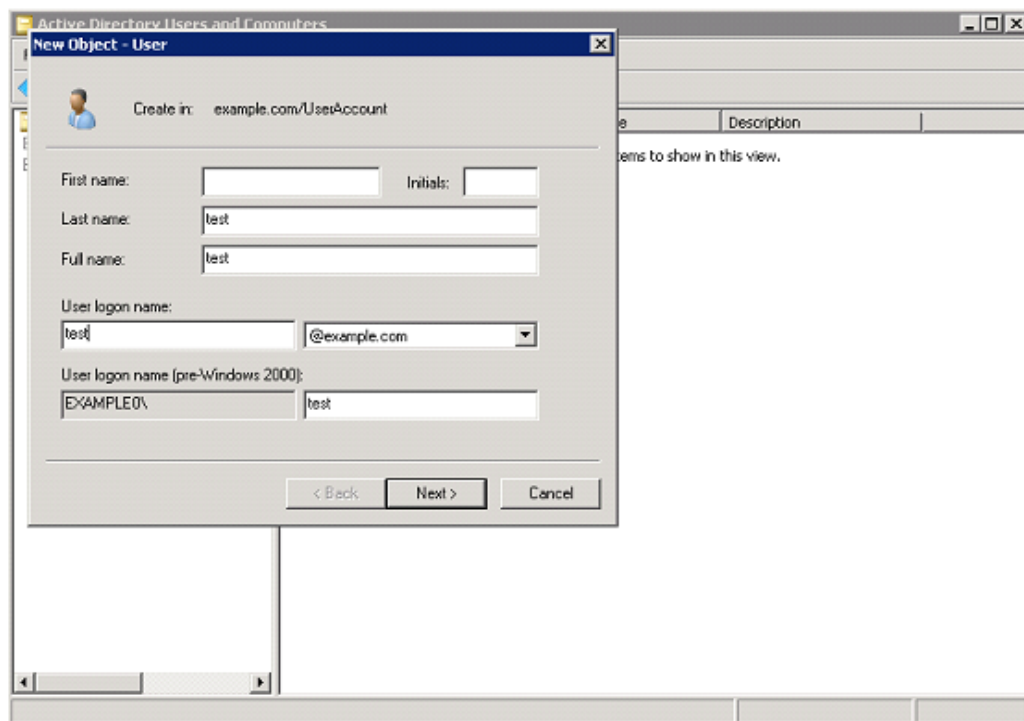 Active Directory Users and Computers
New Object - User
Create in: example.com/UserAccount
Description
First name: Initials:
to show in this view.
Last name: test
Full name: test
User logon name:
test @example.com
User logon name (pre-Windows 2000):
EXAMPLE0\ test
< Back Next > Cancel